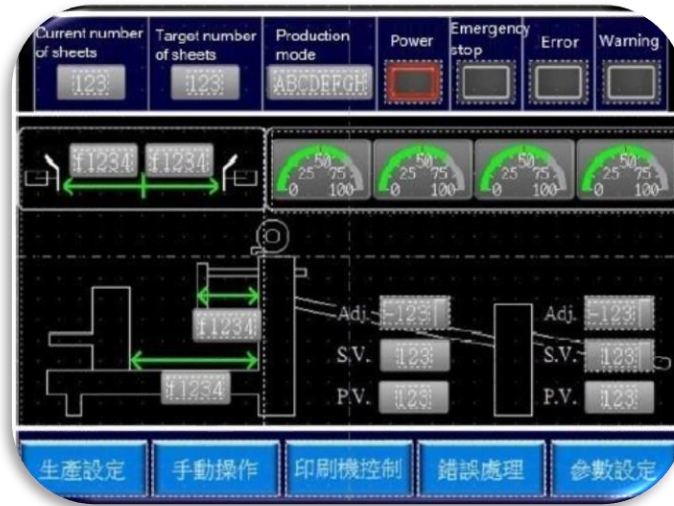 Current number
of sheets
123
Target number
of sheets
123
Production
mode
ABCDEFGH
Power
Emergency
stop
Error
Warning
f1234 f1234
0 25 50 75 100
0 25 50 75 100
0 25 50 75 100
0 25 50 75 100
f1234
f1234
Adj. -123
S.V. 123
P.V. 123
Adj. -123
S.V. 123
P.V. 123
生產設定
手動操作
印刷機控制
錯誤處理
參數設定